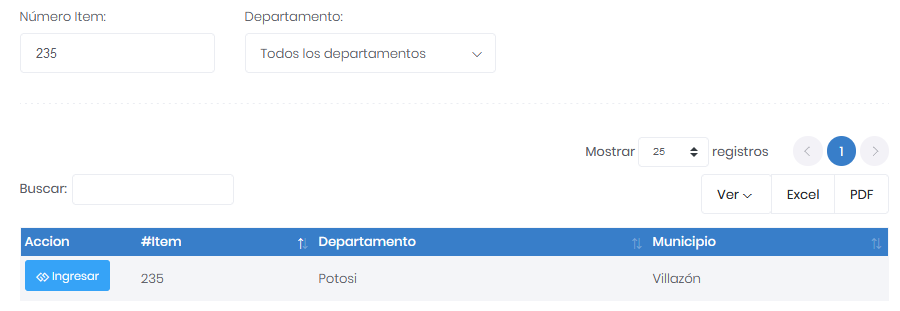 Número Item: Departamento:
235 Todos los departamentos
Mostrar 25 registros 1
Buscar: Ver Excel PDF
Accion #Item Departamento Municipio
Ingresar 235 Potosi Villazón